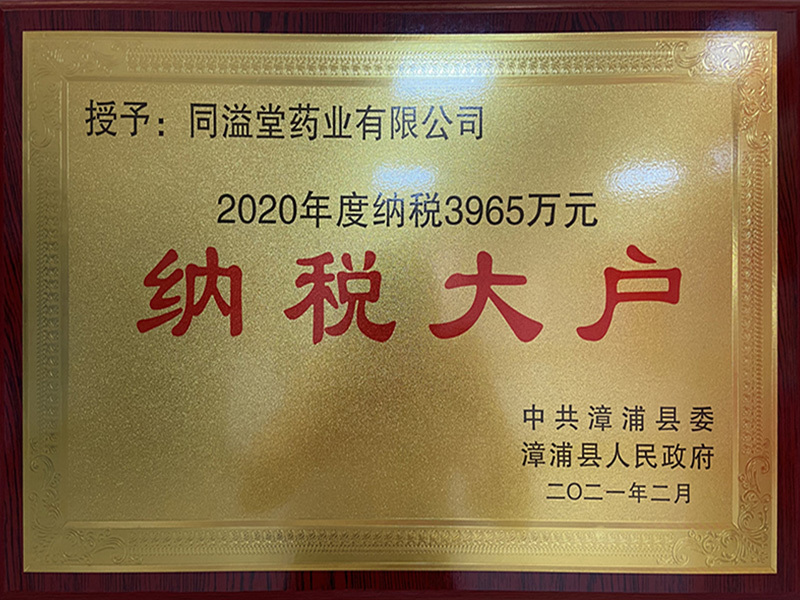 授予：同溢堂药业有限公司
2020年度纳税3965万元
纳税大户
中共漳浦县委
漳浦县人民政府
二〇二一年二月